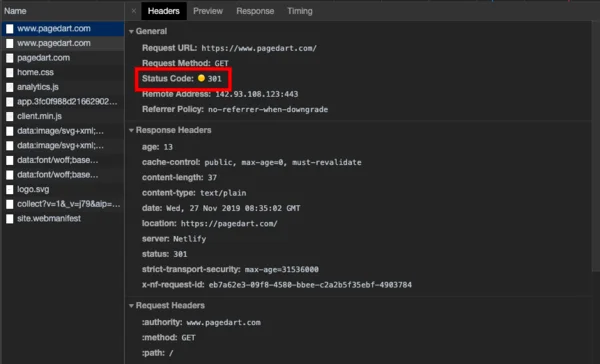 Name
www.pagedart.com
www.pagedart.com
pagedart.com
home.css
analytics.js
app.3fc0f988d21662902...
client.min.js
data:image/svg+xml;...
data:image/svg+xml;...
data:font/woff;base...
data:font/woff;base...
logo.svg
collect?v=1&_v=j79&aip=...
site.webmanifest
× Headers Preview Response Timing
▼ General
Request URL: https://www.pagedart.com/
Request Method: GET
Status Code: 301
Remote Address: 142.93.108.123:443
Referrer Policy: no-referrer-when-downgrade
▼ Response Headers
age: 13
cache-control: public, max-age=0, must-revalidate
content-length: 37
content-type: text/plain
date: Wed, 27 Nov 2019 08:35:02 GMT
location: https://pagedart.com/
server: Netlify
status: 301
strict-transport-security: max-age=31536000
x-nf-request-id: eb7a62e3-09f8-4580-bbee-c2a2b5f35ebf-4903784
▼ Request Headers
:authority: www.pagedart.com
:method: GET
:path: /